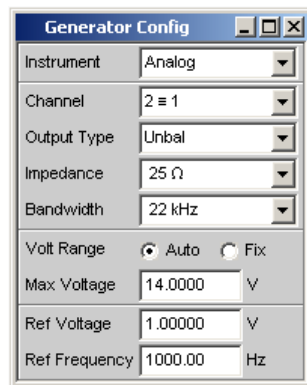 Generator Config
Instrument Analog
Channel 2 ≡ 1
Output Type Unbal
Impedance 25 Ω
Bandwidth 22 kHz
Volt Range Auto Fix
Max Voltage 14.0000 V
Ref Voltage 1.00000 V
Ref Frequency 1000.00 Hz